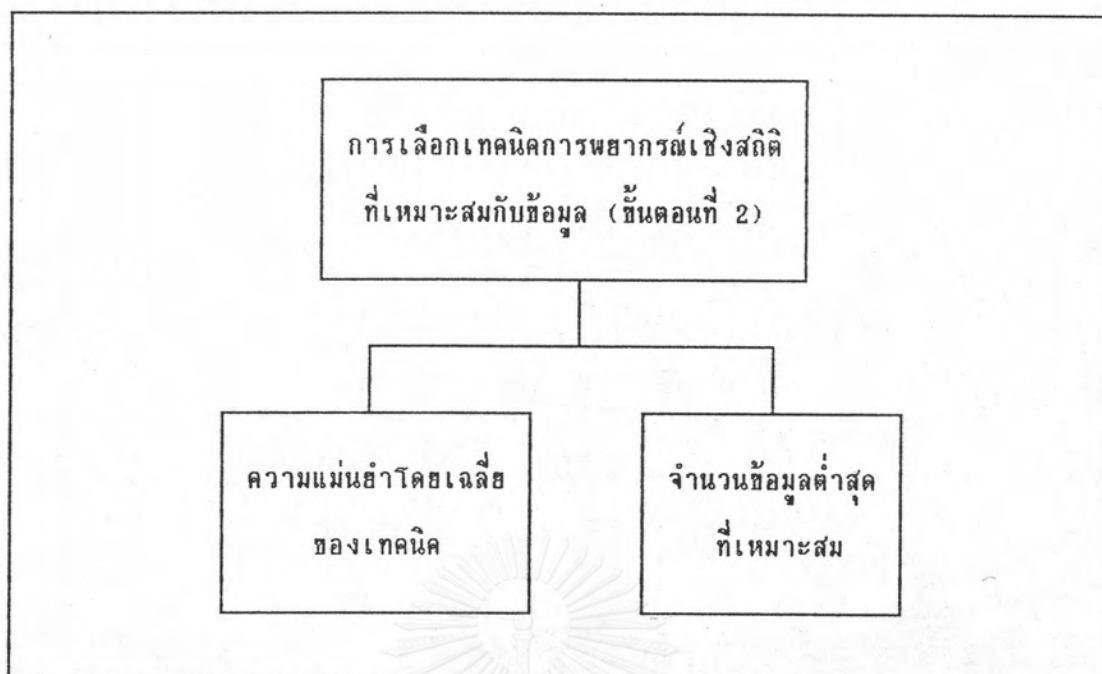 การเลือกเทคนิคการพยากรณ์เชิงสถิติ
ที่เหมาะสมกับข้อมูล (ขั้นตอนที่ 2)
ความแม่นยำโดยเฉลี่ย
ของเทคนิค
จำนวนข้อมูลต่ำสุด
ที่เหมาะสม